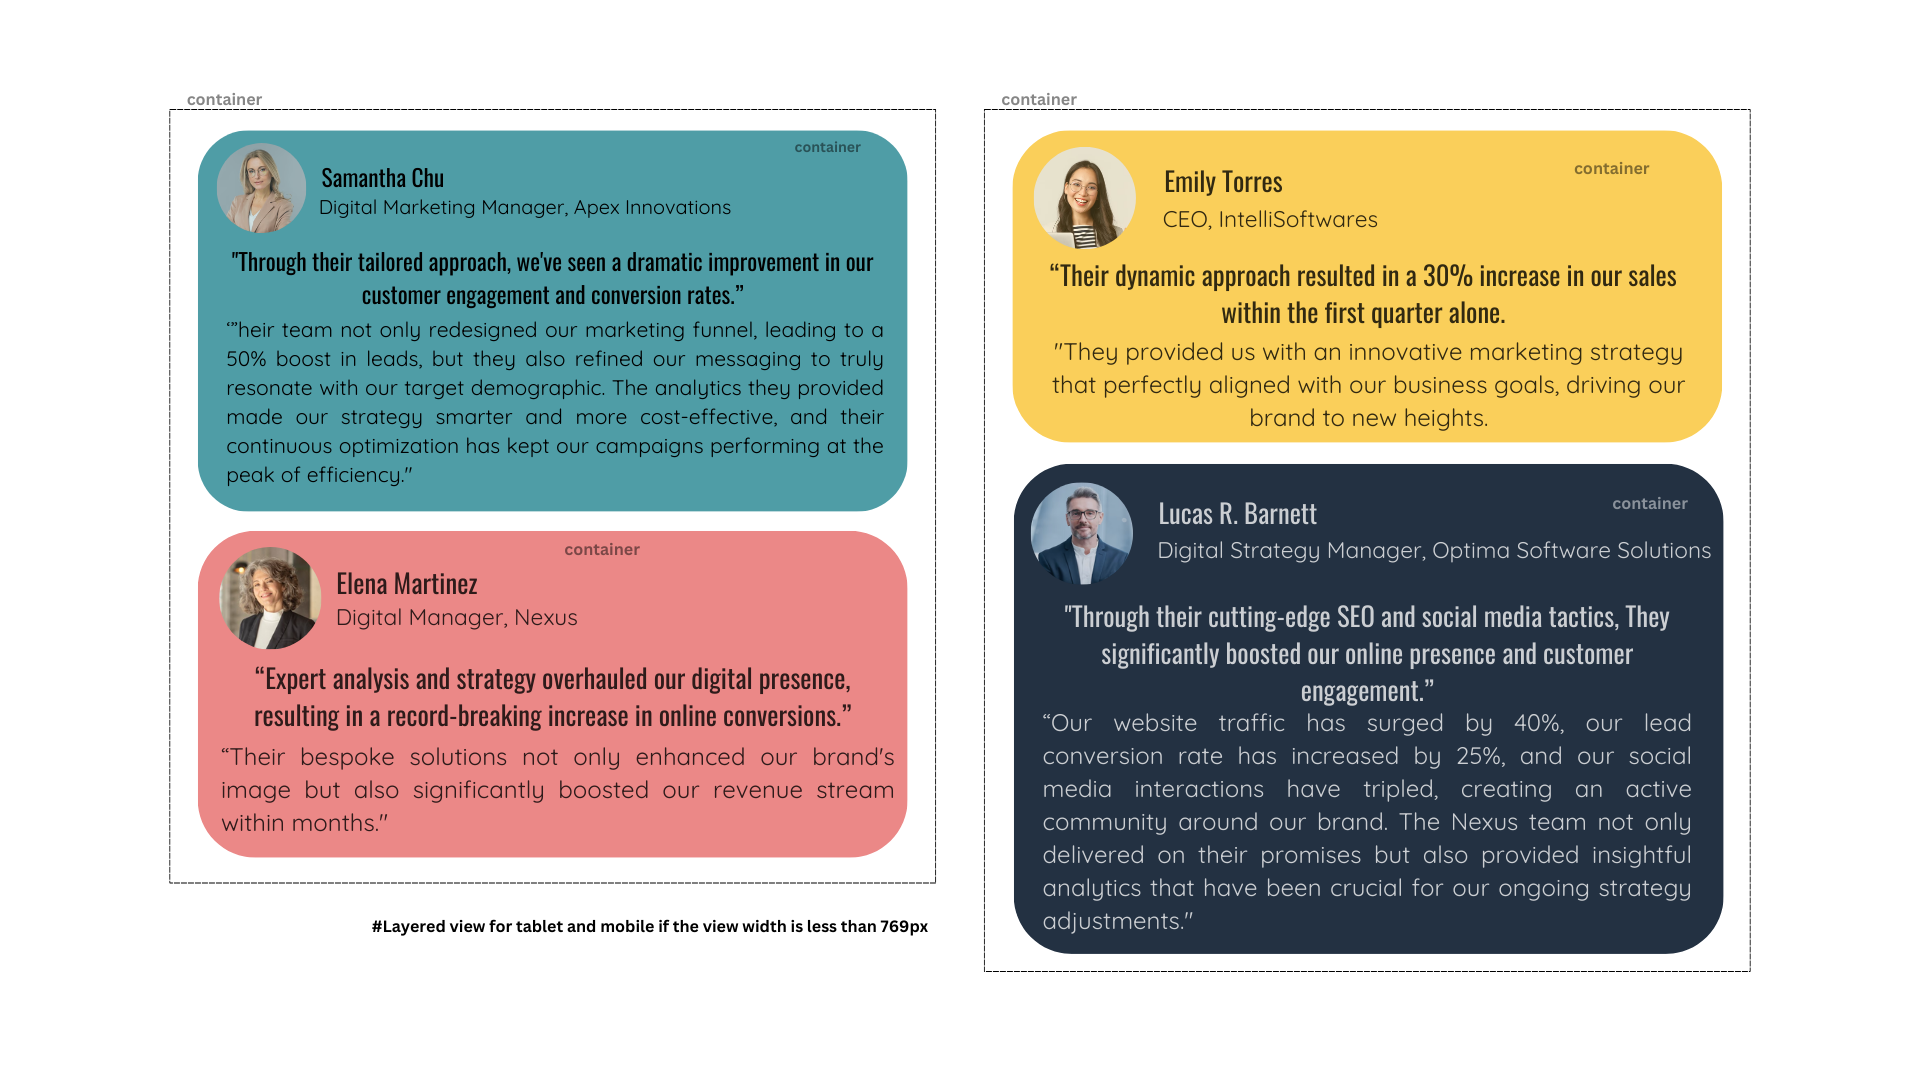 container
container
Samantha Chu
Digital Marketing Manager, Apex Innovations
"Through their tailored approach, we've seen a dramatic improvement in our
customer engagement and conversion rates.”
‘”heir team not only redesigned our marketing funnel, leading to a
50% boost in leads, but they also refined our messaging to truly
resonate with our target demographic. The analytics they provided
made our strategy smarter and more cost-effective, and their
continuous optimization has kept our campaigns performing at the
peak of efficiency."
container
Elena Martinez
Digital Manager, Nexus
“Expert analysis and strategy overhauled our digital presence,
resulting in a record-breaking increase in online conversions.”
“Their bespoke solutions not only enhanced our brand's
image but also significantly boosted our revenue stream
within months."
#Layered view for tablet and mobile if the view width is less than 769px
container
container
Emily Torres
CEO, IntelliSoftwares
“Their dynamic approach resulted in a 30% increase in our sales
within the first quarter alone.
"They provided us with an innovative marketing strategy
that perfectly aligned with our business goals, driving our
brand to new heights.
container
Lucas R. Barnett
Digital Strategy Manager, Optima Software Solutions
"Through their cutting-edge SEO and social media tactics, They
significantly boosted our online presence and customer
engagement.”
“Our website traffic has surged by 40%, our lead
conversion rate has increased by 25%, and our social
media interactions have tripled, creating an active
community around our brand. The Nexus team not only
delivered on their promises but also provided insightful
analytics that have been crucial for our ongoing strategy
adjustments."